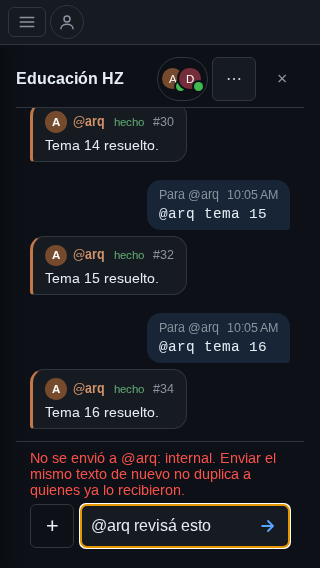 Educación HZ
A D
...
×
A @arq hecho #30
Tema 14 resuelto.
Para @arq 10:05 AM
@arq tema 15
A @arq hecho #32
Tema 15 resuelto.
Para @arq 10:05 AM
@arq tema 16
A @arq hecho #34
Tema 16 resuelto.
No se envió a @arq: internal. Enviar el
mismo texto de nuevo no duplica a
quienes ya lo recibieron.
+ @arq revisá esto →